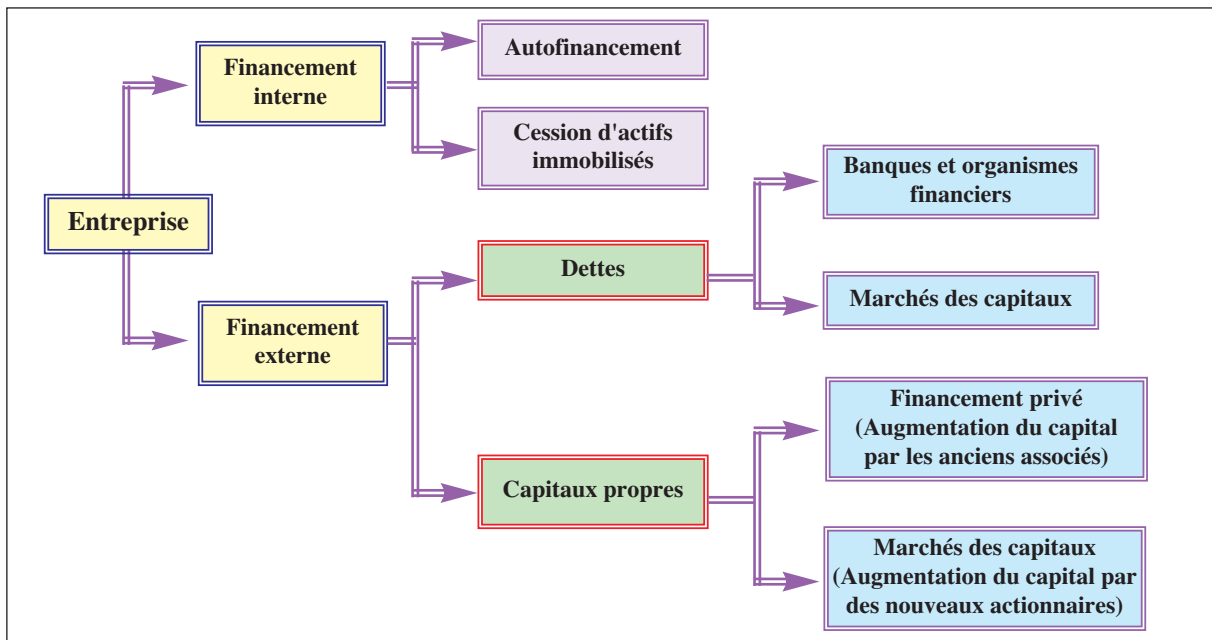 Entreprise
Financement
interne
Autofinancement
Cession d'actifs
immobilisés
Financement
externe
Dettes
Banques et organismes
financiers
Marchés des capitaux
Capitaux propres
Financement privé
(Augmentation du capital
par les anciens associés)
Marchés des capitaux
(Augmentation du capital par
des nouveaux actionnaires)